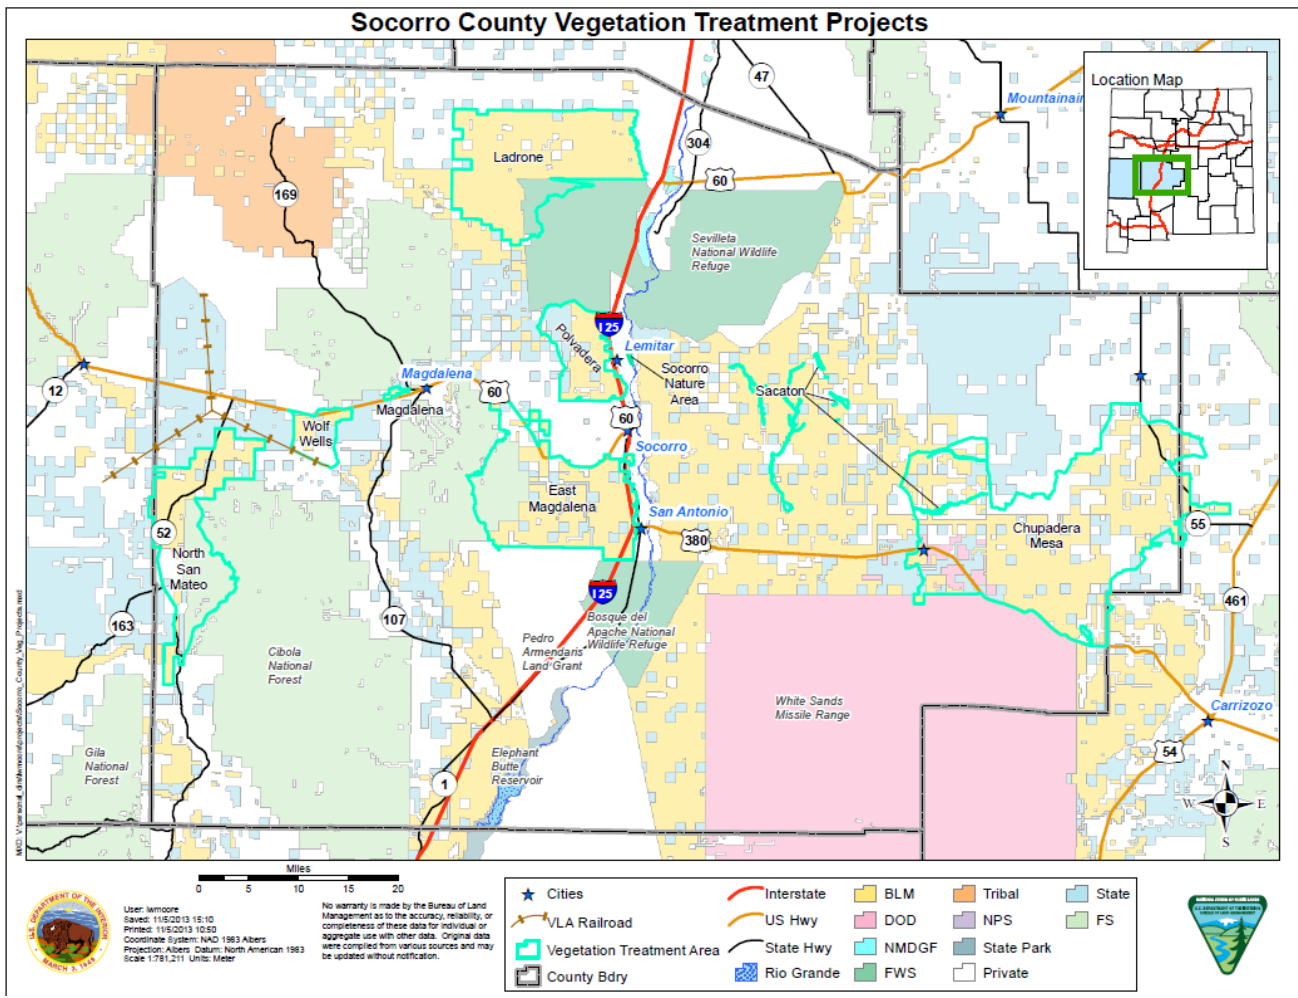 Socorro County Vegetation Treatment Projects
Location Map
47
Mountainair
304
Ladrone
60
169
Sevilleta
National Wildlife
Refuge
I 25
Polvadera
Lemitar
Socorro
Nature
Area
Sacaton
12
Magdalena
60
Magdalena
Wolf
Wells
60
Socorro
East
Magdalena
San Antonio
380
Chupadera
Mesa
55
52
North
San
Mateo
163
107
I 25
461
Bosque del
Apache National
Wildlife Refuge
Pedro
Armendaris
Land Grant
Cibola
National
Forest
White Sands
Missile Range
Carrizozo
54
Gila
National
Forest
Elephant
Butte
Reservoir
1
N
W
E
S
Miles
0 5 10 15 20
U.S. DEPARTMENT OF THE INTERIOR
MARCH 3, 1849
User: lwmoore
Saved: 11/5/2013 15:10
Printed: 11/5/2013 10:50
Coordinate System: NAD 1983 Albers
Projection: Albers Datum: North American 1983
Scale 1:781,211 Units: Meter
No warranty is made by the Bureau of Land
Management as to the accuracy, reliability, or
completeness of these data for individual or
aggregate use with other data. Original data
were compiled from various sources and may
be updated without notification.
Cities
VLA Railroad
Vegetation Treatment Area
County Bdry
Interstate
US Hwy
State Hwy
Rio Grande
BLM
DOD
NMDGF
FWS
Tribal
NPS
State Park
Private
State
FS